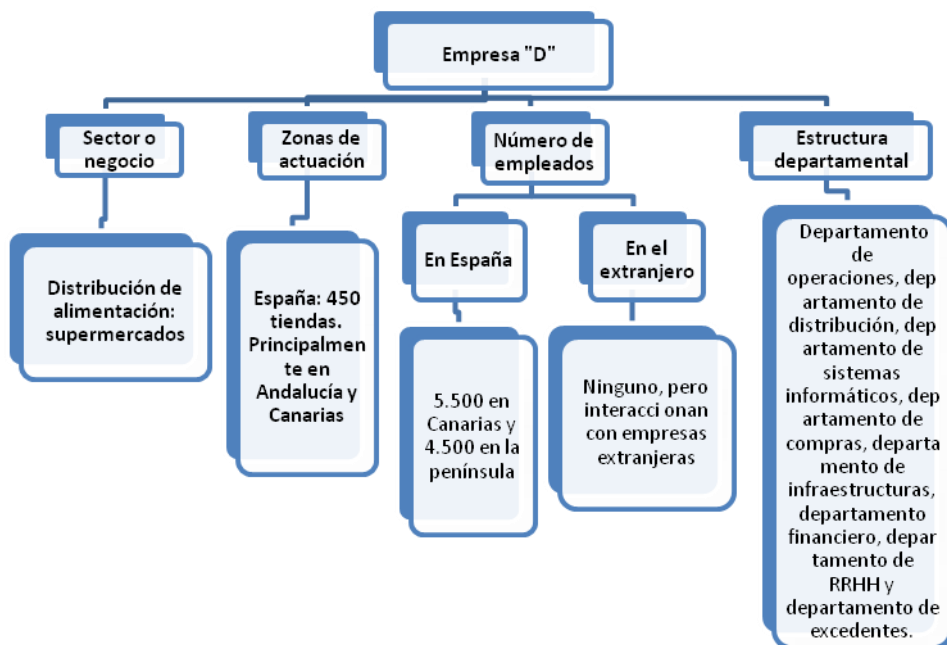 Empresa "D"
Sector o
negocio
Distribución de
alimentación:
supermercados
Zonas de
actuación
España: 450
tiendas.
Principalme
nte en
Andalucía y
Canarias
Número de
empleados
En España
5.500 en
Canarias y
4.500 en la
península
En el
extranjero
Ninguno, pero
interacci onan
con empresas
extranjeras
Estructura
departamental
Departamento
de
operaciones, dep
artamento de
distribución, dep
artamento de
sistemas
informáticos, dep
artamento de
compras, departa
mento de
infraestructuras,
departamento
financiero, depar
tamento de
RRHH y
departamento de
excedentes.